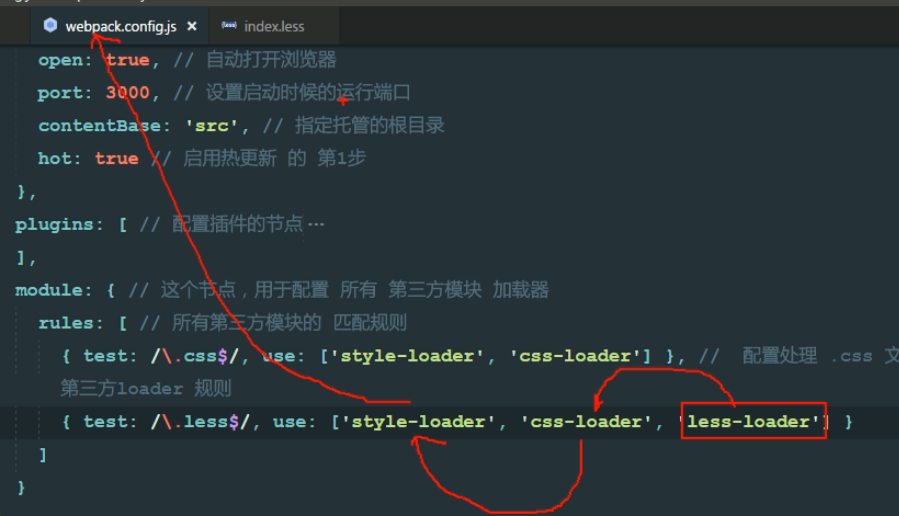 webpack.config.js × index.less
open: true, // 自动打开浏览器
port: 3000, // 设置启动时候的运行端口
contentBase: 'src', // 指定托管的根目录
hot: true // 启用热更新 的 第1步
},
plugins: [ // 配置插件的节点 ···
],
module: { // 这个节点，用于配置 所有 第三方模块 加载器
rules: [ // 所有第三方模块的 匹配规则
{ test: /\.css$/, use: ['style-loader', 'css-loader'] }, // 配置处理 .css 文
第三方loader 规则
{ test: /\.less$/, use: ['style-loader', 'css-loader', 'less-loader'] }
]
}